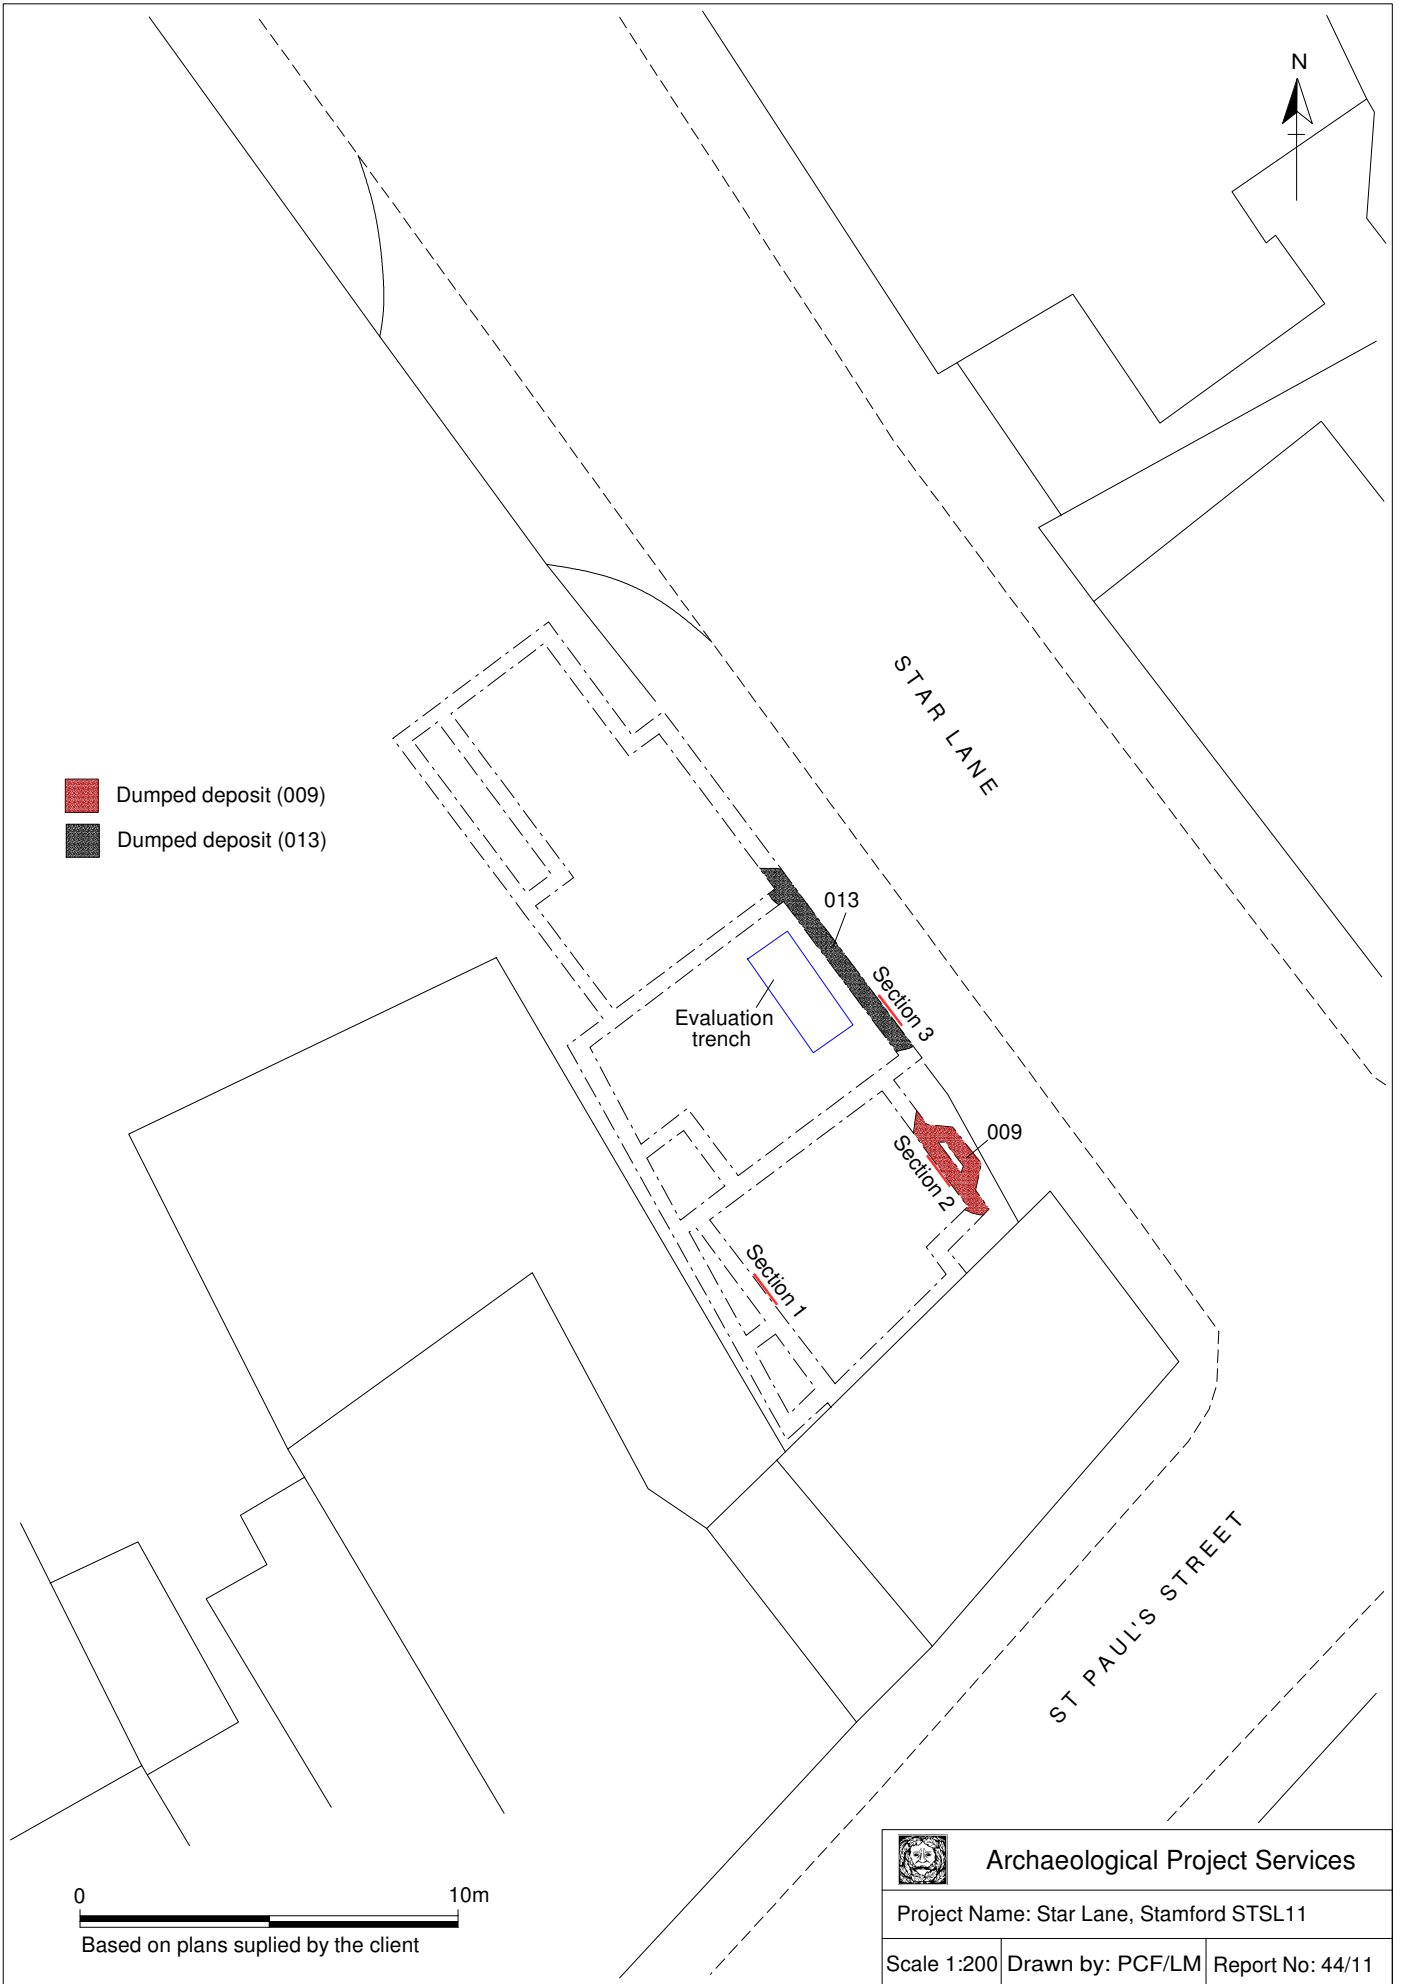 N
STAR LANE
Dumped deposit (009)
Dumped deposit (013)
013
Section 3
Evaluation
trench
009
Section 2
Section 1
ST PAUL'S STREET
0 10m
Based on plans suplied by the client
Archaeological Project Services
Project Name: Star Lane, Stamford STSL11
Scale 1:200 Drawn by: PCF/LM Report No: 44/11